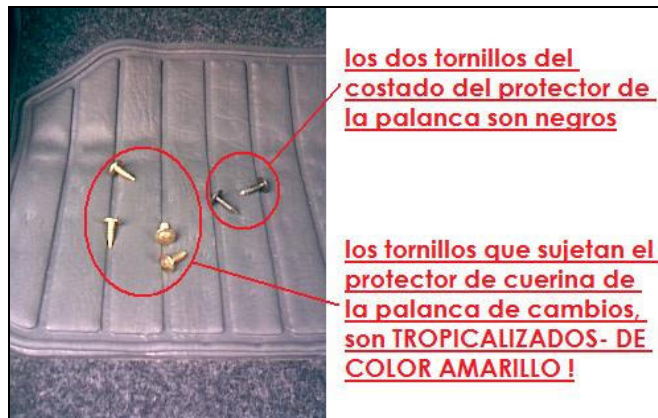 los dos tornillos del
costado del protector de
la palanca son negros
los tornillos que sujetan el
protector de cuerina de
la palanca de cambios,
son TROPICALIZADOS- DE
COLOR AMARILLO !